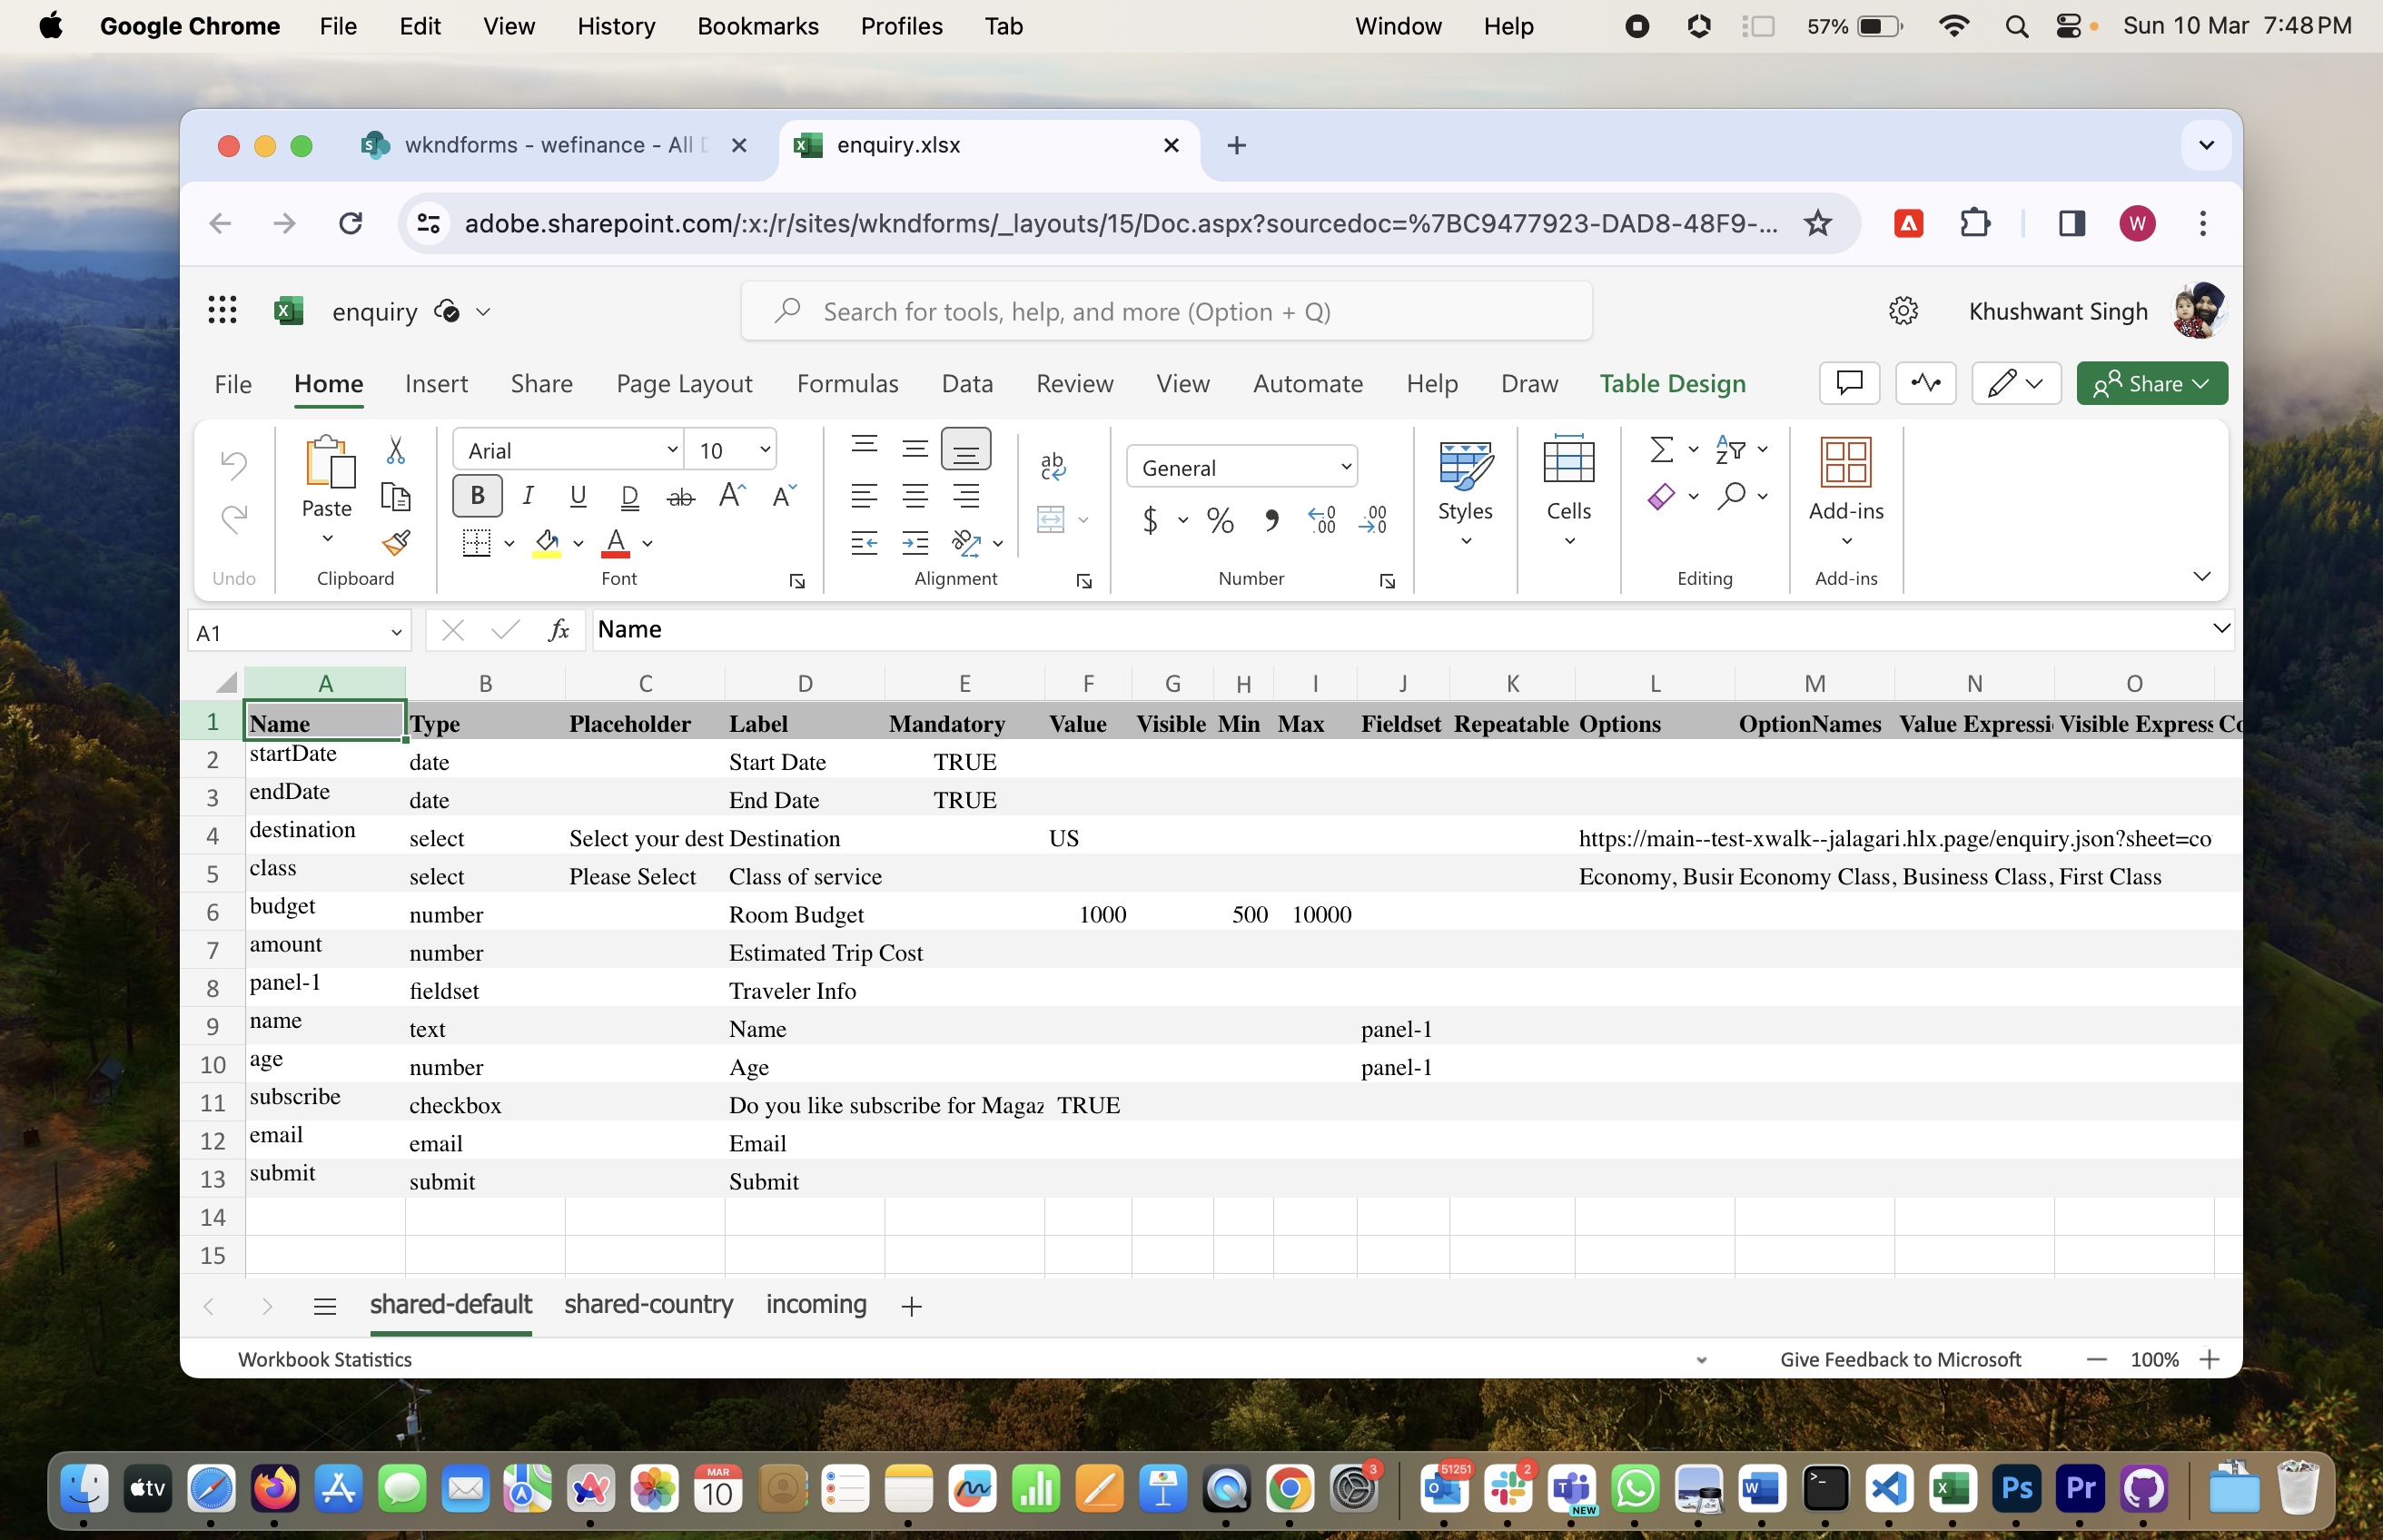 Google Chrome File Edit View History Bookmarks Profiles Tab Window Help 57% Sun 10 Mar 7:48 PM
wkndforms - wefinance - All enquiry.xlsx
adobe.sharepoint.com/:x:/r/sites/wkndforms/_layouts/15/Doc.aspx?sourcedoc=%7BC9477923-DAD8-48F9-... W
enquiry Search for tools, help, and more (Option + Q) Khushwant Singh
File Home Insert Share Page Layout Formulas Data Review View Automate Help Draw Table Design Share
Arial 10 General
Paste Styles Cells Add-ins
Undo Clipboard Font Alignment Number Editing Add-ins
A1 fx Name
A B C D E F G H I J K L M N O
1 Name Type Placeholder Label Mandatory Value Visible Min Max Fieldset Repeatable Options OptionNames Value Expressi Visible Express Co
2 startDate date Start Date TRUE
3 endDate date End Date TRUE
4 destination select Select your dest Destination US https://main--test-xwalk--jalagari.hlx.page/enquiry.json?sheet=co
5 class select Please Select Class of service Economy, Busir Economy Class, Business Class, First Class
6 budget number Room Budget 1000 500 10000
7 amount number Estimated Trip Cost
8 panel-1 fieldset Traveler Info
9 name text Name panel-1
10 age number Age panel-1
11 subscribe checkbox Do you like subscribe for Magaz TRUE
12 email email Email
13 submit submit Submit
14
15
shared-default shared-country incoming
Workbook Statistics Give Feedback to Microsoft 100%
tv MAR 10 3 51251 2 NEW Ps Pr